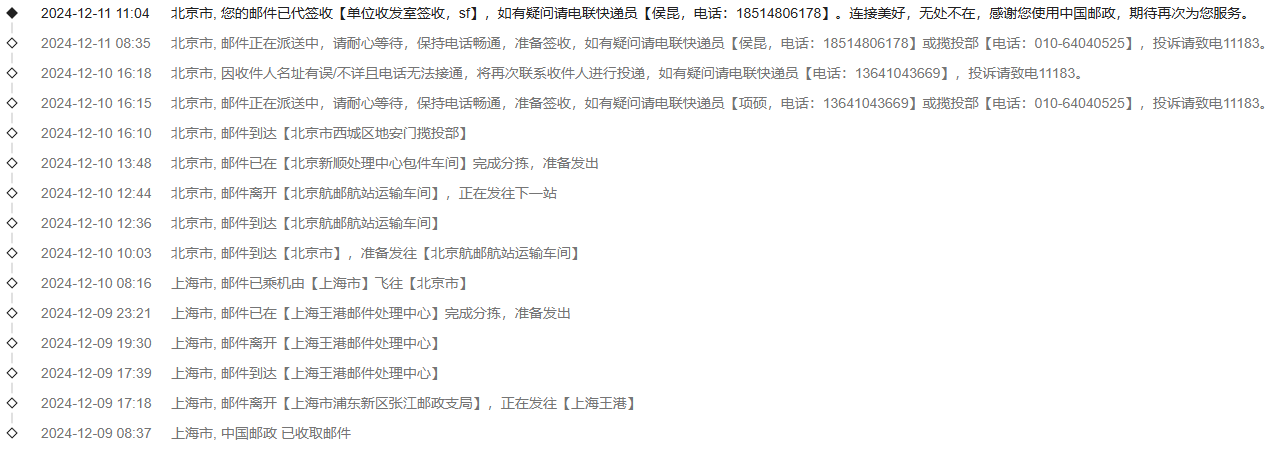 2024-12-11 11:04 北京市, 您的邮件已代签收【单位收发室签收，sf】，如有疑问请电联快递员【侯昆，电话：18514806178】。连接美好，无处不在，感谢您使用中国邮政，期待再次为您服务。
2024-12-11 08:35 北京市, 邮件正在派送中，请耐心等待，保持电话畅通，准备签收，如有疑问请电联快递员【侯昆，电话：18514806178】或揽投部【电话：010-64040525】，投诉请致电11183。
2024-12-10 16:18 北京市, 因收件人名址有误/不详且电话无法接通，将再次联系收件人进行投递，如有疑问请电联快递员【电话：13641043669】，投诉请致电11183。
2024-12-10 16:15 北京市, 邮件正在派送中，请耐心等待，保持电话畅通，准备签收，如有疑问请电联快递员【项硕，电话：13641043669】或揽投部【电话：010-64040525】，投诉请致电11183。
2024-12-10 16:10 北京市, 邮件到达【北京市西城区地安门揽投部】
2024-12-10 13:48 北京市, 邮件已在【北京新顺处理中心包件车间】完成分拣，准备发出
2024-12-10 12:44 北京市, 邮件离开【北京航邮航站运输车间】，正在发往下一站
2024-12-10 12:36 北京市, 邮件到达【北京航邮航站运输车间】
2024-12-10 10:03 北京市, 邮件到达【北京市】，准备发往【北京航邮航站运输车间】
2024-12-10 08:16 上海市, 邮件已乘机由【上海市】飞往【北京市】
2024-12-09 23:21 上海市, 邮件已在【上海王港邮件处理中心】完成分拣，准备发出
2024-12-09 19:30 上海市, 邮件离开【上海王港邮件处理中心】
2024-12-09 17:39 上海市, 邮件到达【上海王港邮件处理中心】
2024-12-09 17:18 上海市, 邮件离开【上海市浦东新区张江邮政支局】，正在发往【上海王港】
2024-12-09 08:37 上海市, 中国邮政 已收取邮件